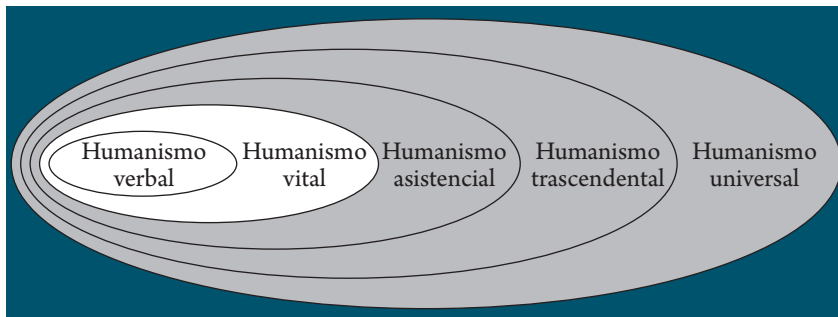 Humanismo
verbal
Humanismo
vital
Humanismo
asistencial
Humanismo
trascendental
Humanismo
universal